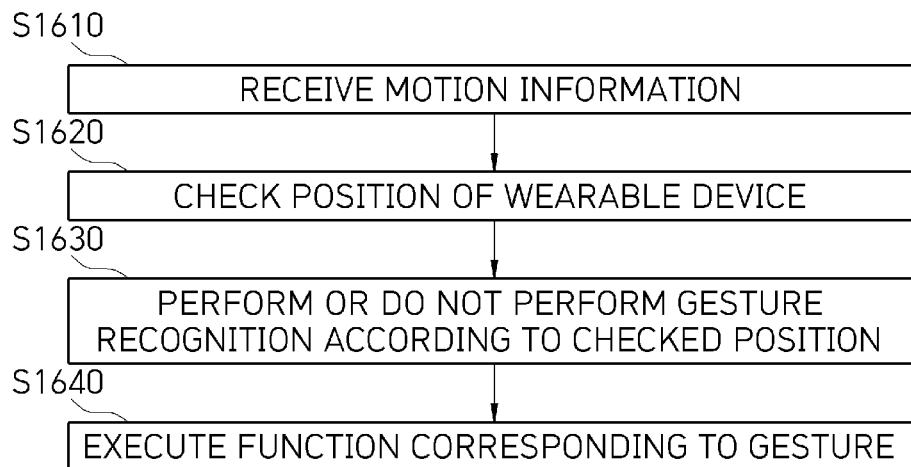 S1610
RECEIVE MOTION INFORMATION
S1620
CHECK POSITION OF WEARABLE DEVICE
S1630
PERFORM OR DO NOT PERFORM GESTURE
RECOGNITION ACCORDING TO CHECKED POSITION
S1640
EXECUTE FUNCTION CORRESPONDING TO GESTURE